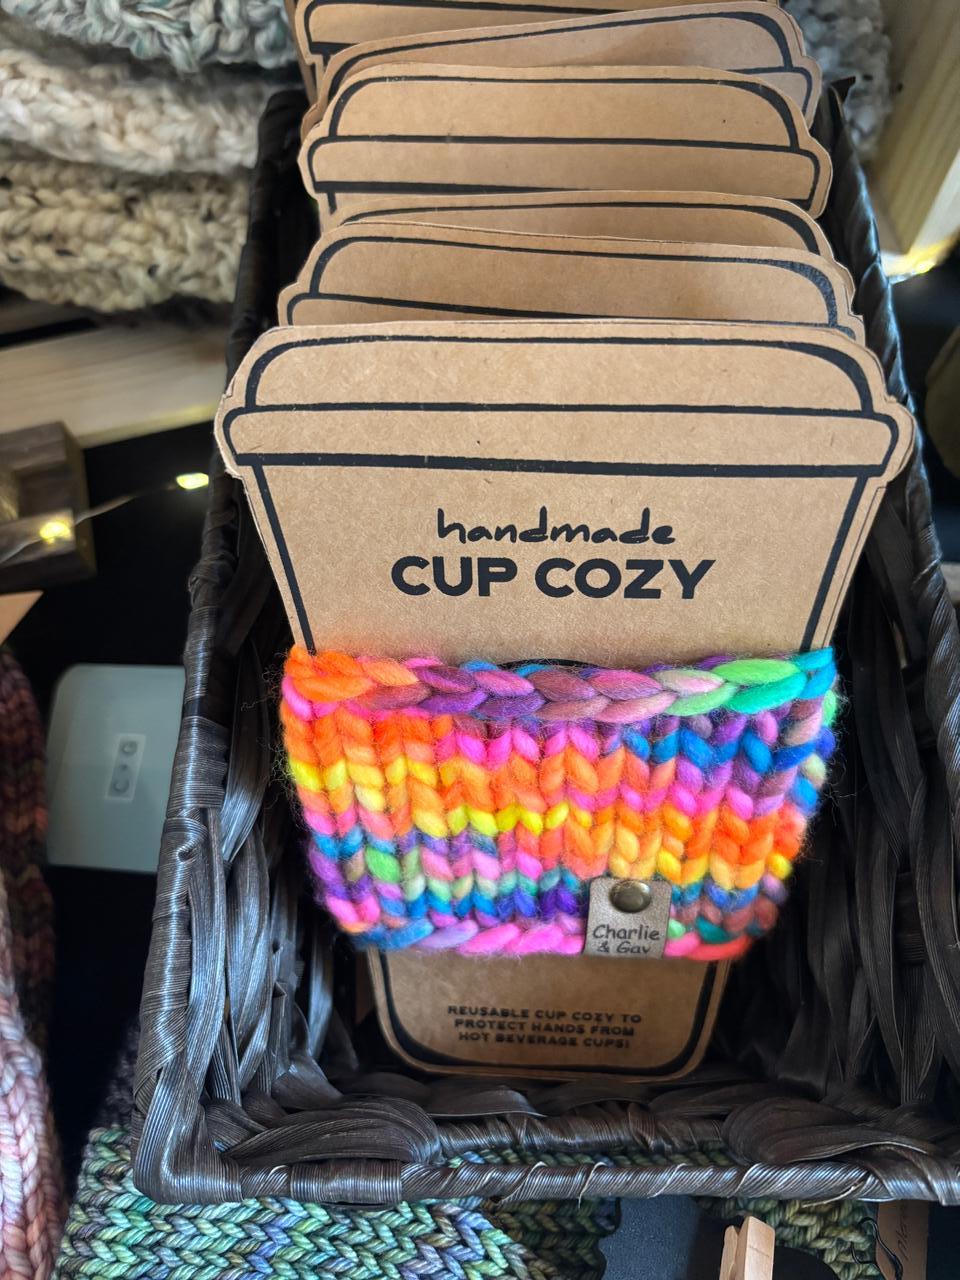 handmade
CUP COZY
Charlie
& Gav
REUSABLE CUP COZY TO
PROTECT HANDS FROM
HOT BEVERAGE CUPS!